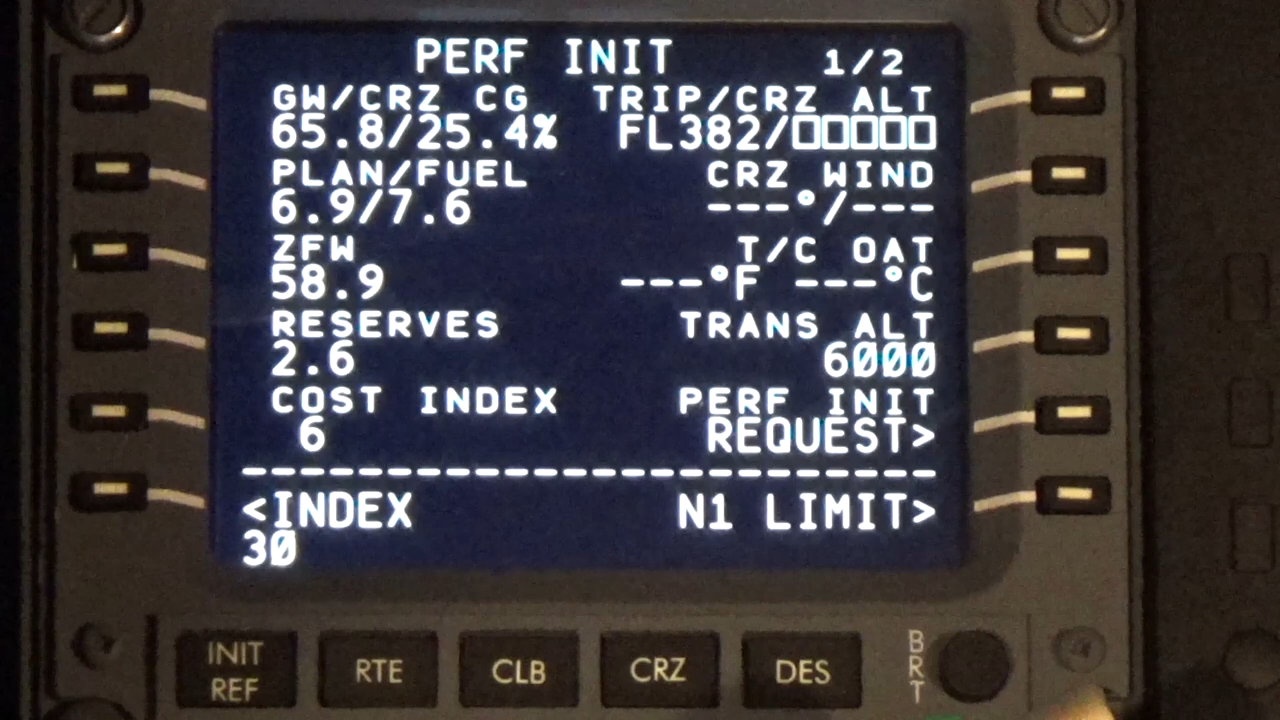 PERF INIT 1/2
GW/CRZ CG TRIP/CRZ ALT
65.8/25.4% FL382/□□□□□
PLAN/FUEL CRZ WIND
6.9/7.6 ---°/---
ZFW T/C OAT
58.9 ---°F ---°C
RESERVES TRANS ALT
2.6 6000
COST INDEX PERF INIT
6 REQUEST>
-------------------------
<INDEX N1 LIMIT>
30
INIT REF RTE CLB CRZ DES BRT